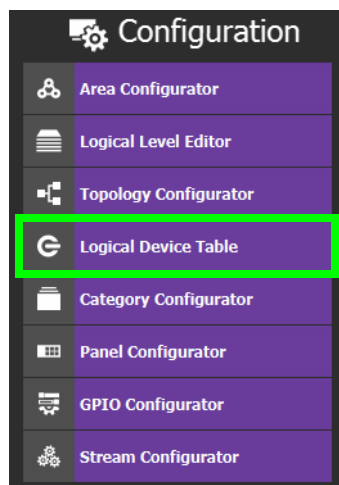 Configuration
Area Configurator
Logical Level Editor
Topology Configurator
Logical Device Table
Category Configurator
Panel Configurator
GPIO Configurator
Stream Configurator